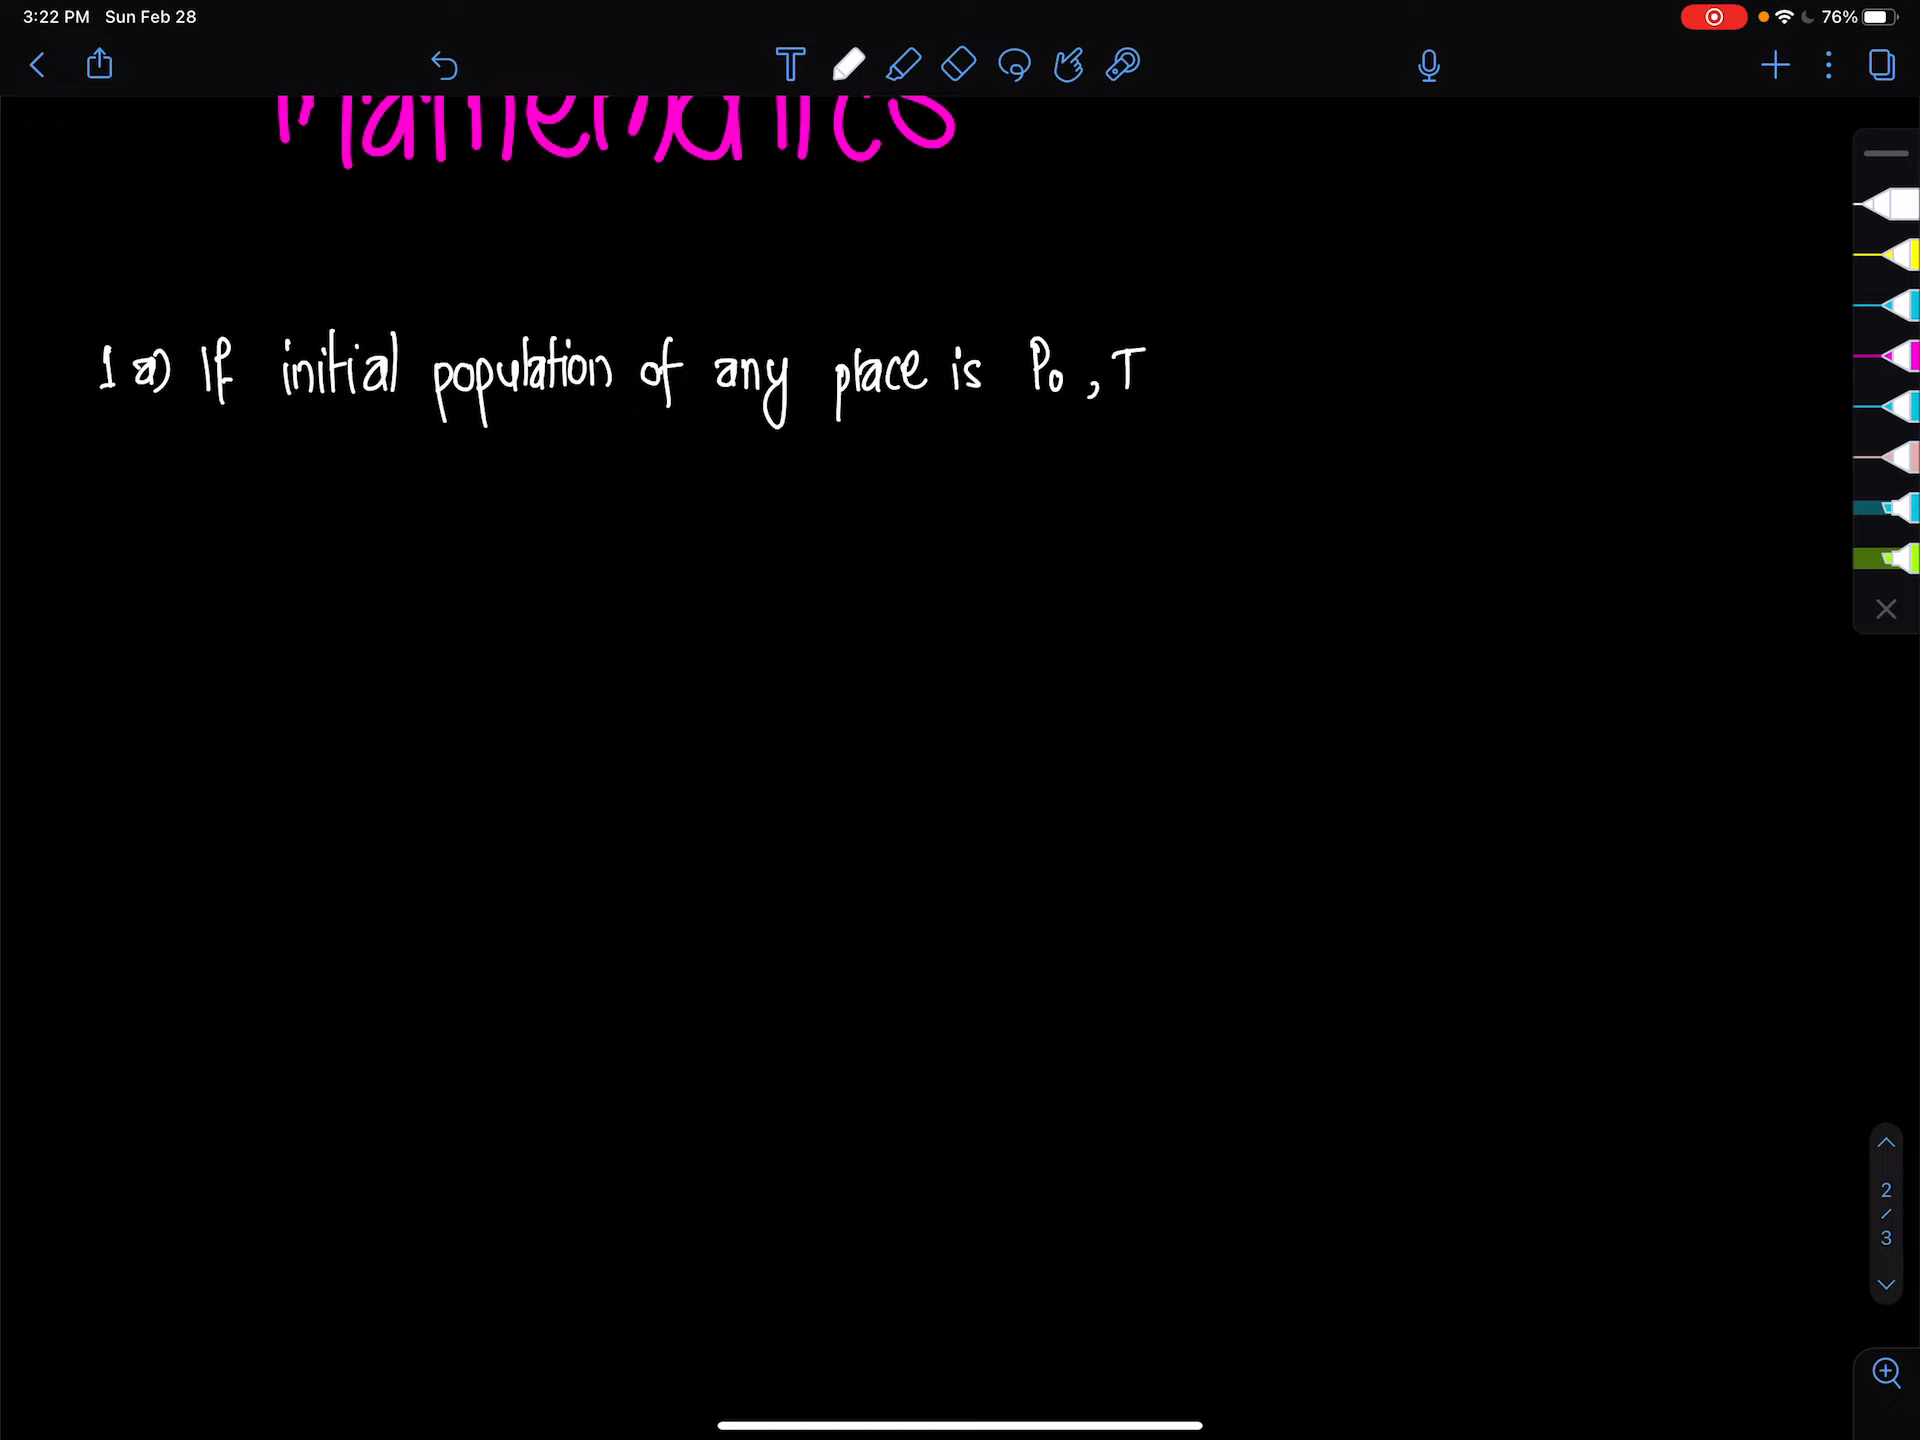 3:22 PM Sun Feb 28
76%
Mathematics
1 a) If initial population of any place is P₀, T
2
/
3